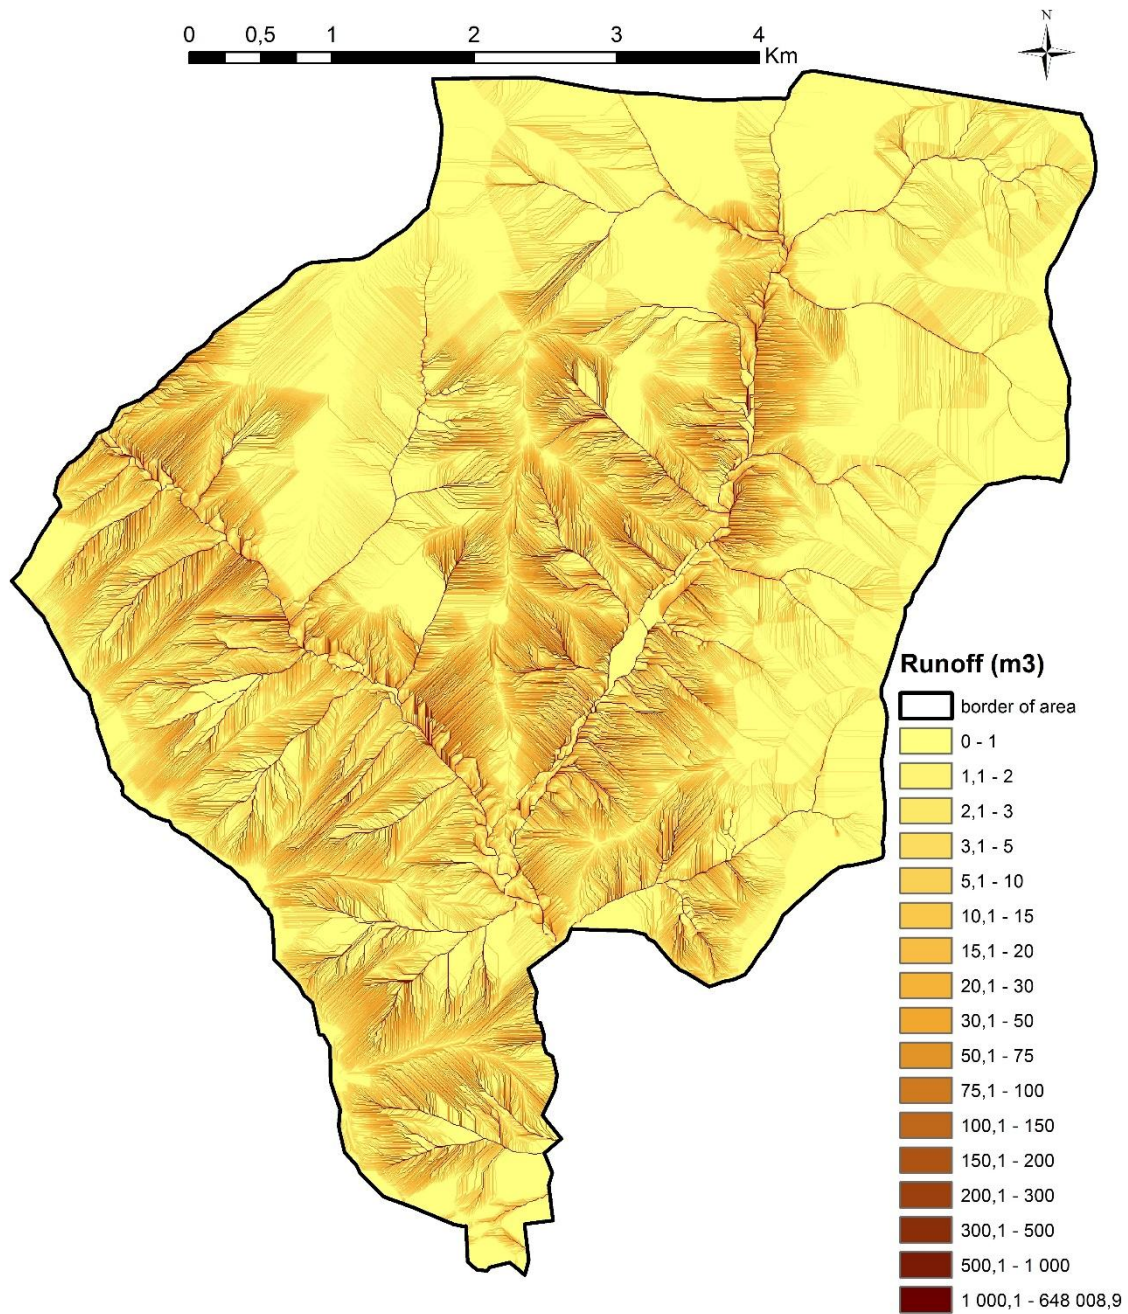 N
0 0,5 1 2 3 4
Km
Runoff (m3)
border of area
0 - 1
1,1 - 2
2,1 - 3
3,1 - 5
5,1 - 10
10,1 - 15
15,1 - 20
20,1 - 30
30,1 - 50
50,1 - 75
75,1 - 100
100,1 - 150
150,1 - 200
200,1 - 300
300,1 - 500
500,1 - 1 000
1 000,1 - 648 008,9